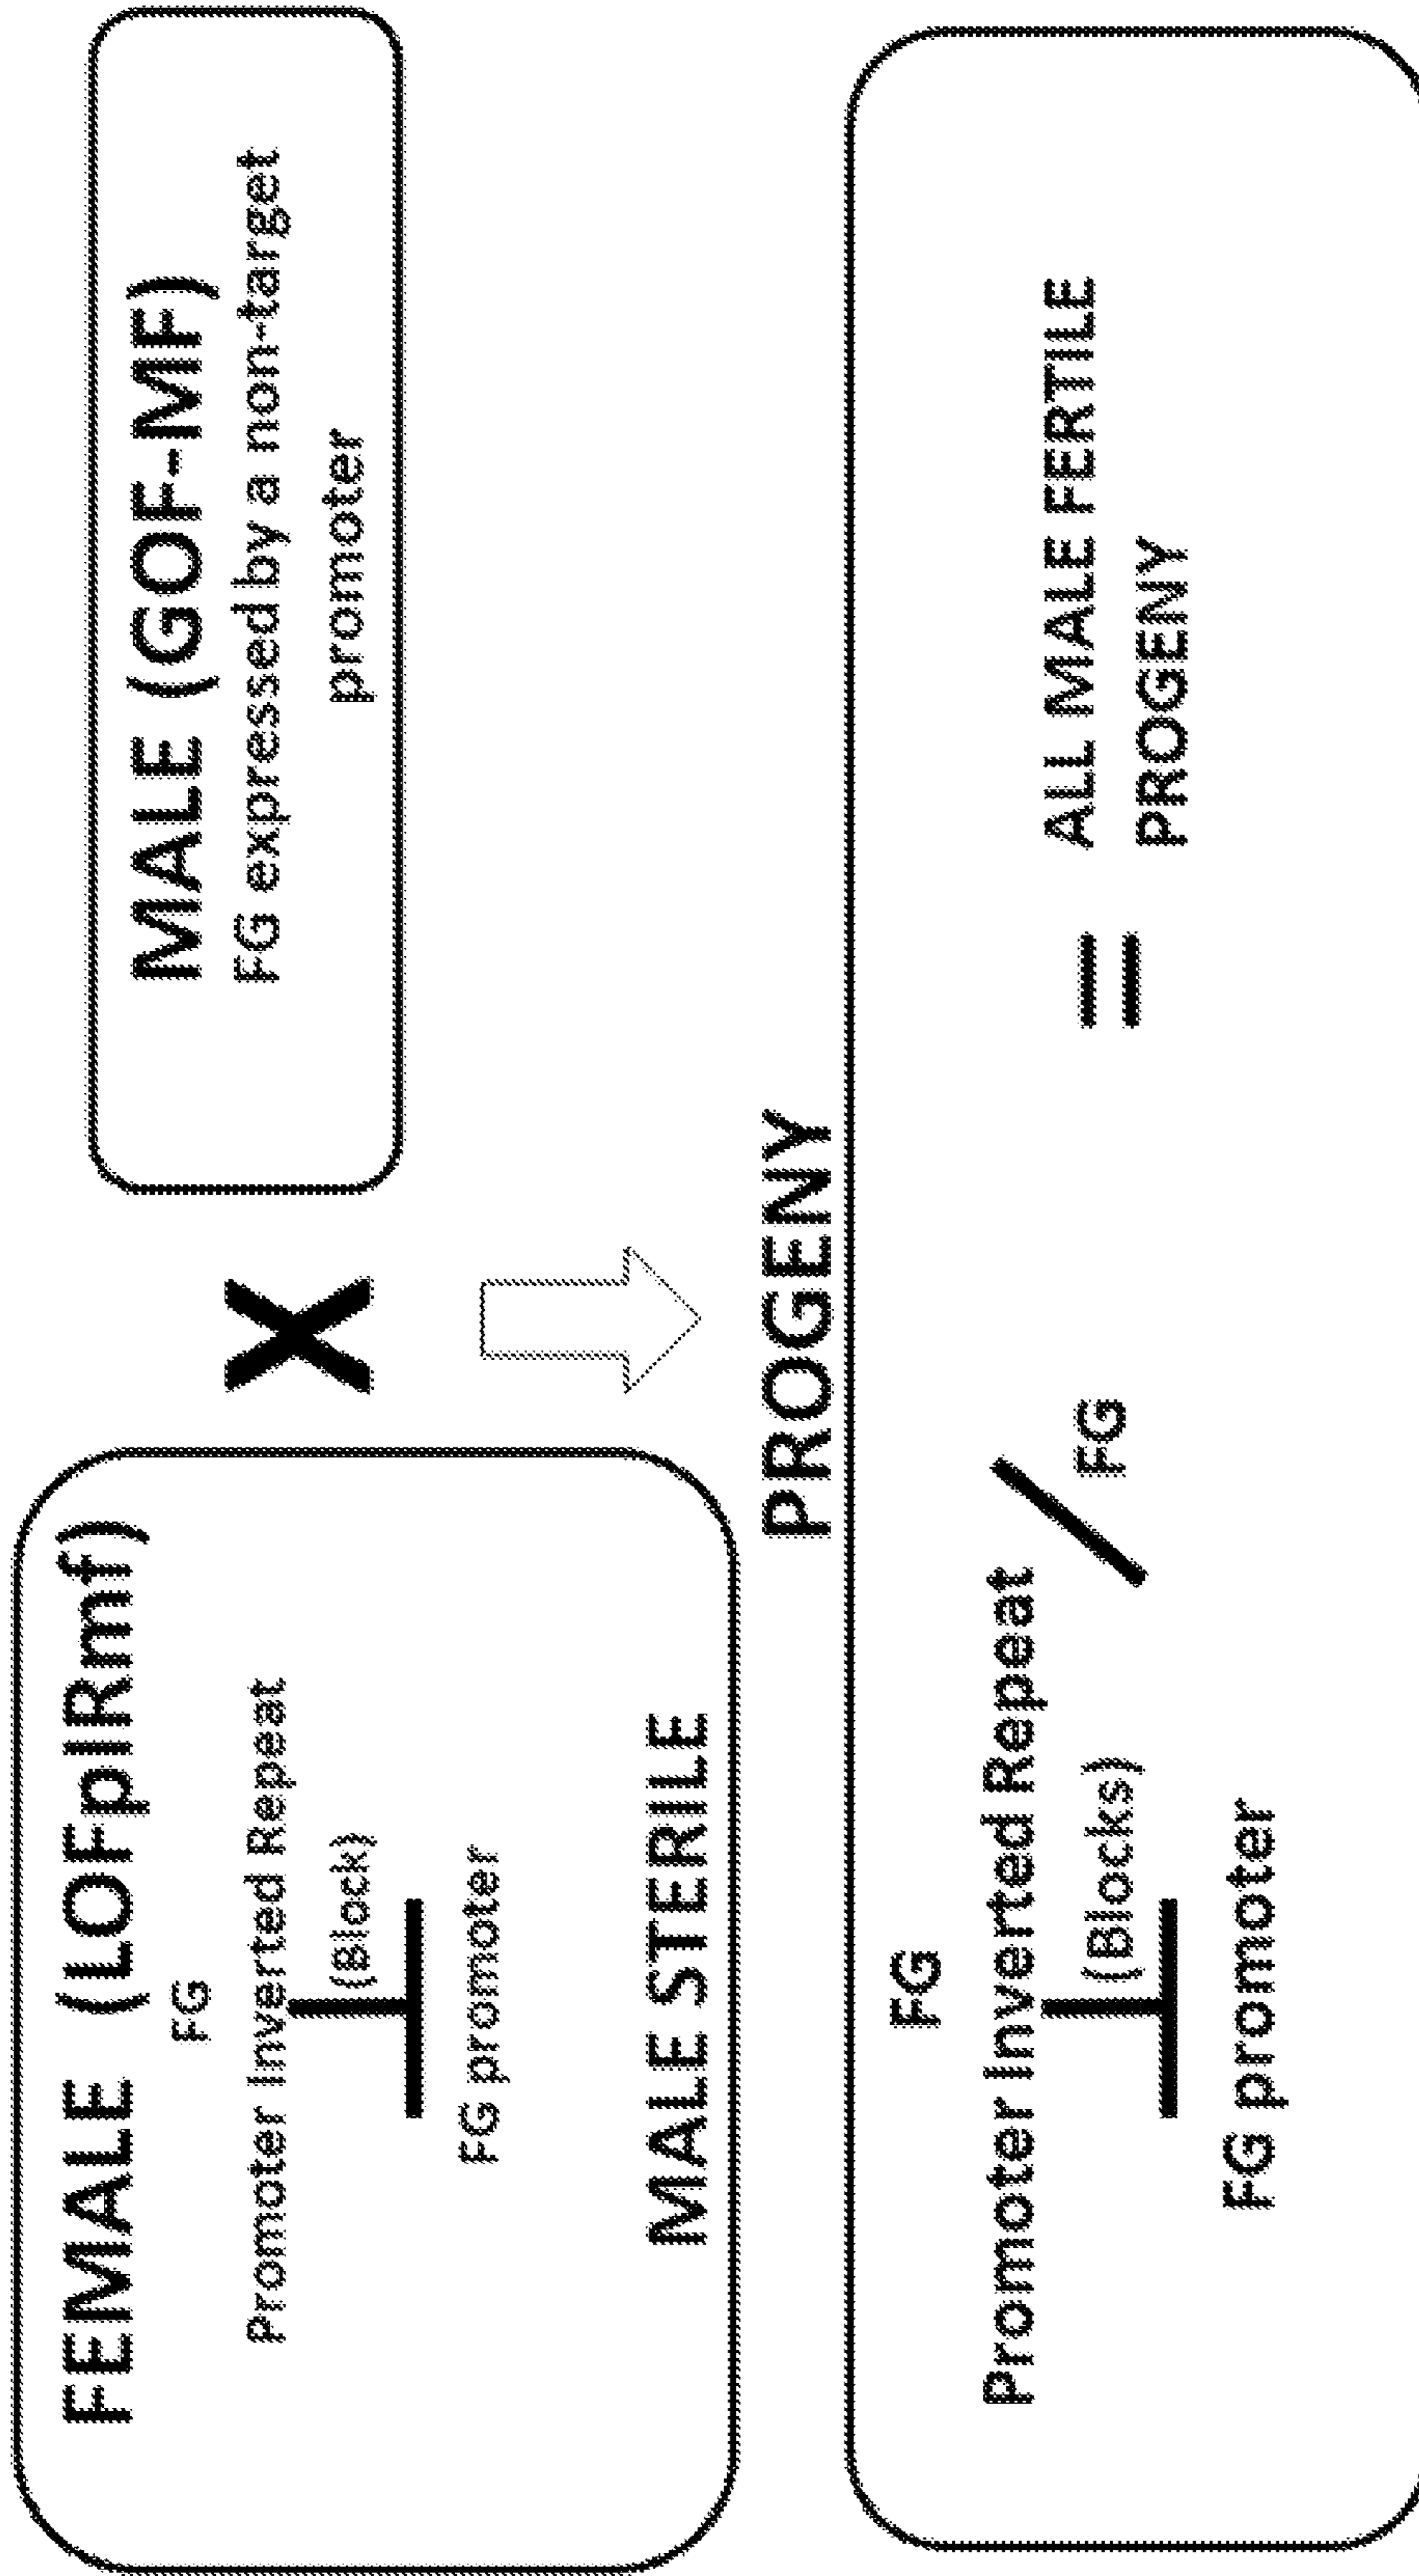 FEMALE (LOFpIRmf)
FG
Promoter Inverted Repeat
(Block)
FG promoter
MALE STERILE
X
MALE (GOF-MF)
FG expressed by a non-target
promoter
PROGENY
FG
Promoter Inverted Repeat
(Blocks)
FG promoter
/
FG
=
ALL MALE FERTILE
PROGENY